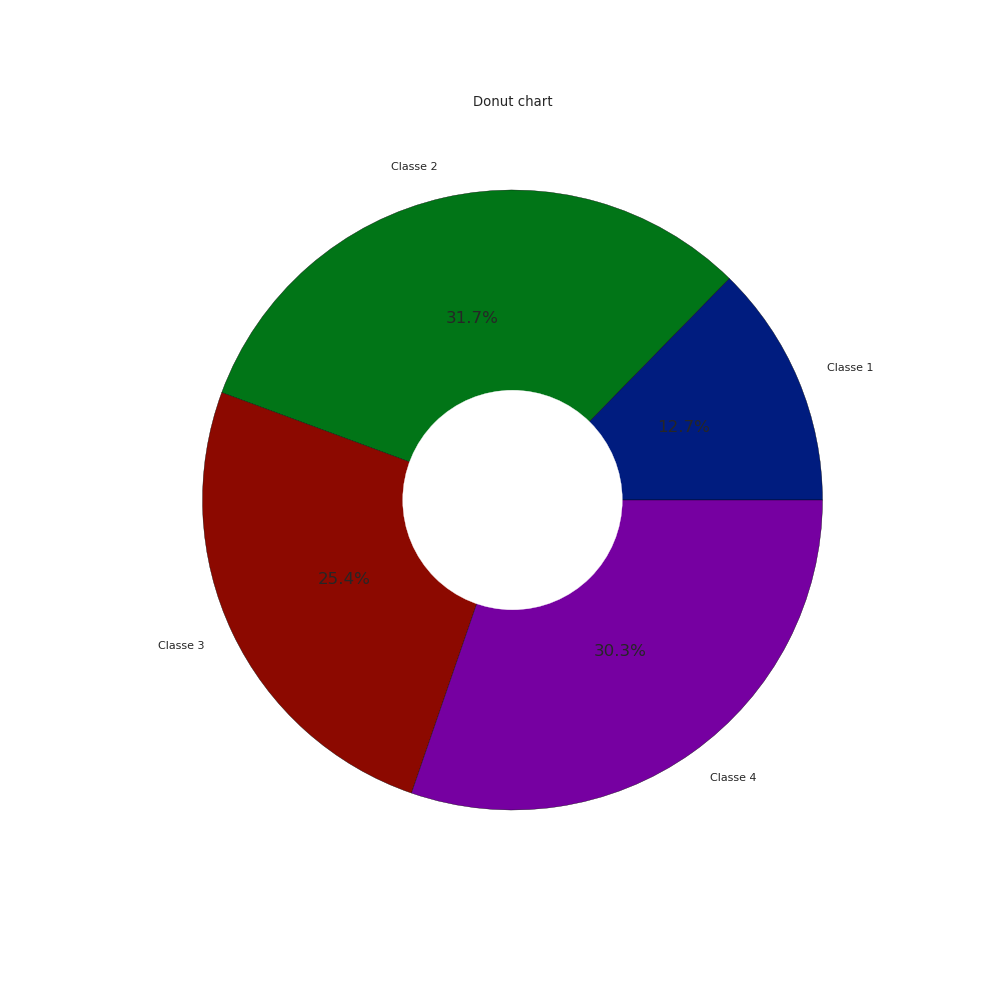 Donut chart
Classe 2
31.7%
Classe 1
12.7%
25.4%
Classe 3
30.3%
Classe 4